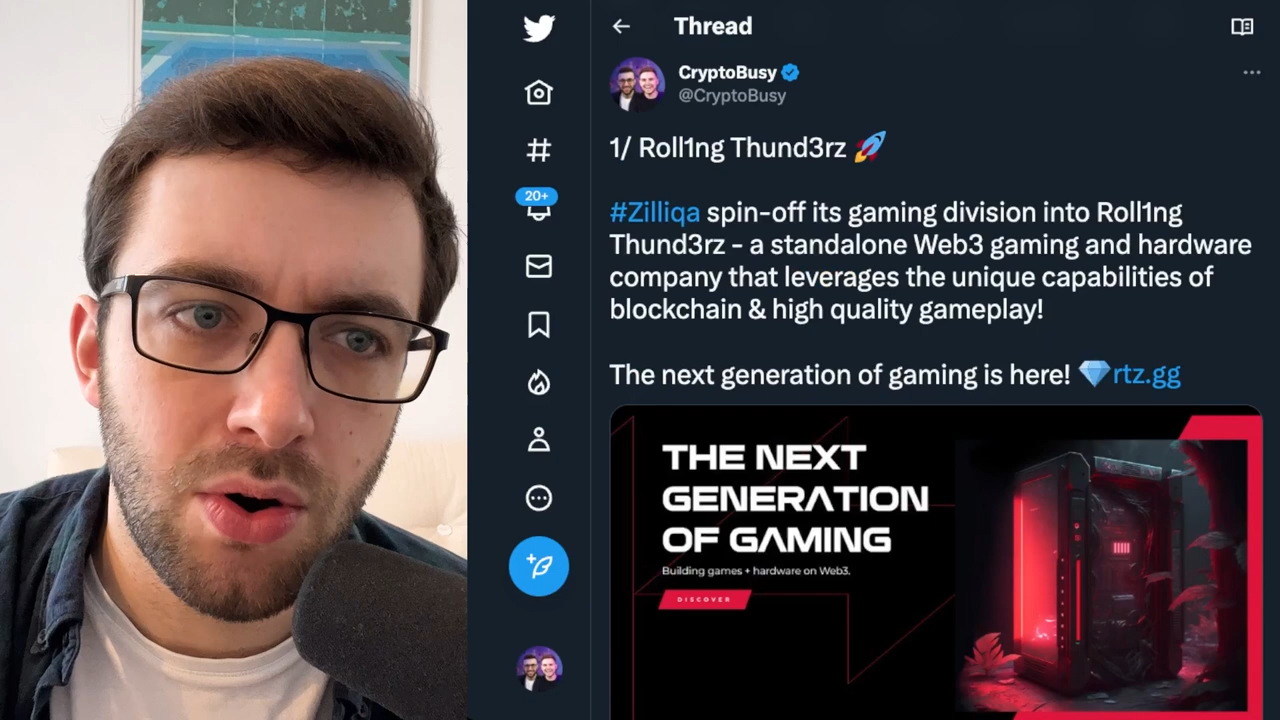 Thread
CryptoBusy
@CryptoBusy
20+
1/ Roll1ng Thund3rz 🚀
#Zilliqa spin-off its gaming division into Roll1ng
Thund3rz - a standalone Web3 gaming and hardware
company that leverages the unique capabilities of
blockchain & high quality gameplay!
The next generation of gaming is here! 💎rtz.gg
THE NEXT
GENERATION
OF GAMING
Building games + hardware on Web3.
DISCOVER